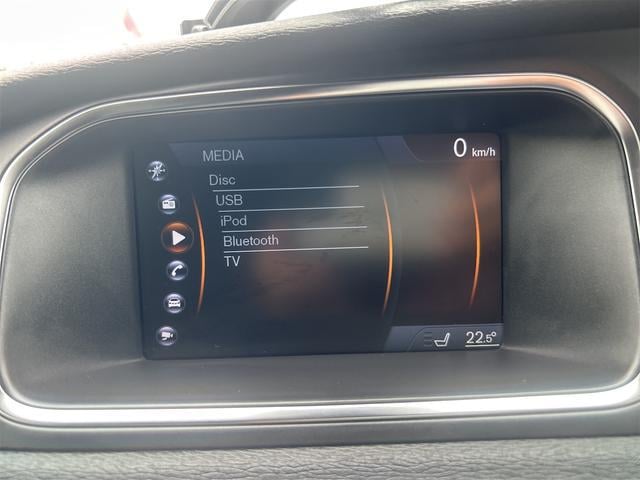 MEDIA
0 km/h
Disc
USB
iPod
Bluetooth
TV
22.5°